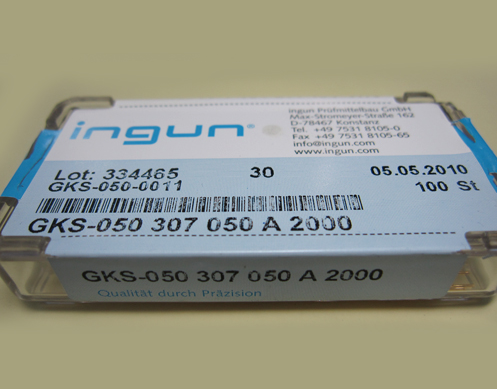 ingun Prüfmittelbau GmbH
Max-Stromeyer-Straße 162
D-78467 Konstanz
Tel. +49 7531 8105-0
Fax +49 7531 8105-65
info@ingun.com
www.ingun.com
ingun®
Lot: 334465 30 05.05.2010
GKS-050-0011 100 St
GKS-050 307 050 A 2000
GKS-050 307 050 A 2000
Qualität durch Präzision